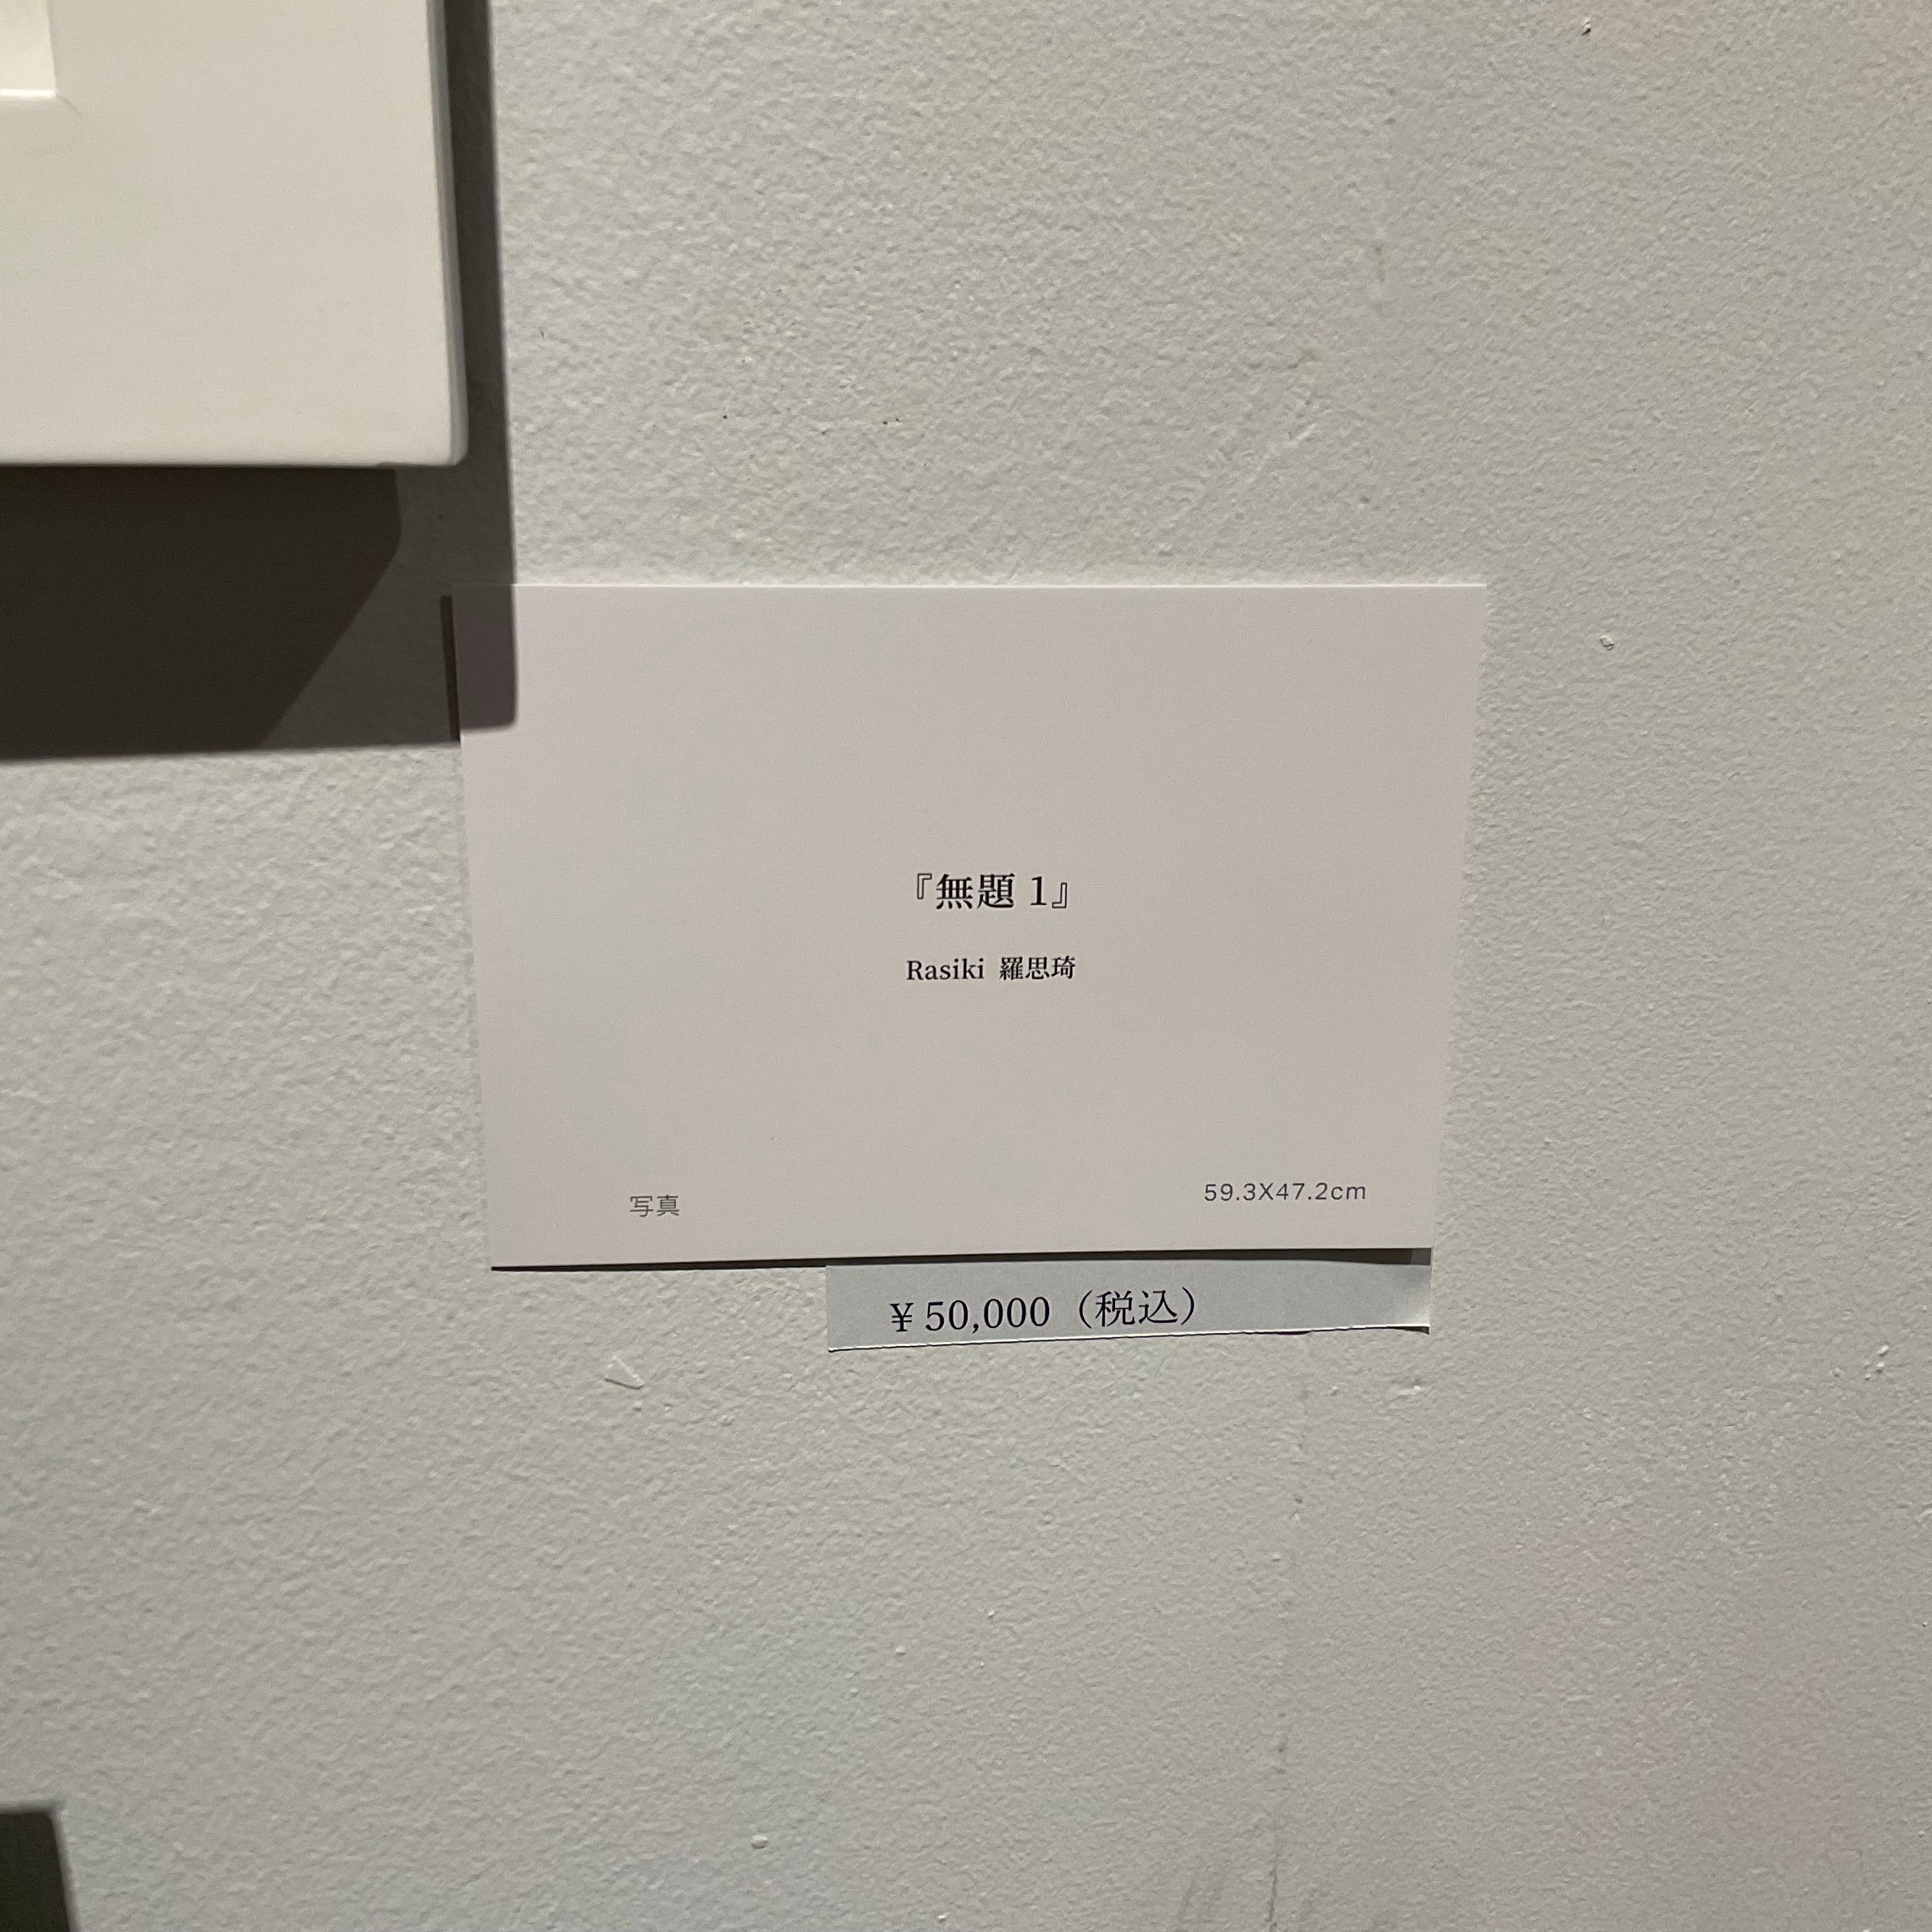 『無題 1』
Rasiki 羅思琦
写真
59.3X47.2cm
¥50,000（税込）